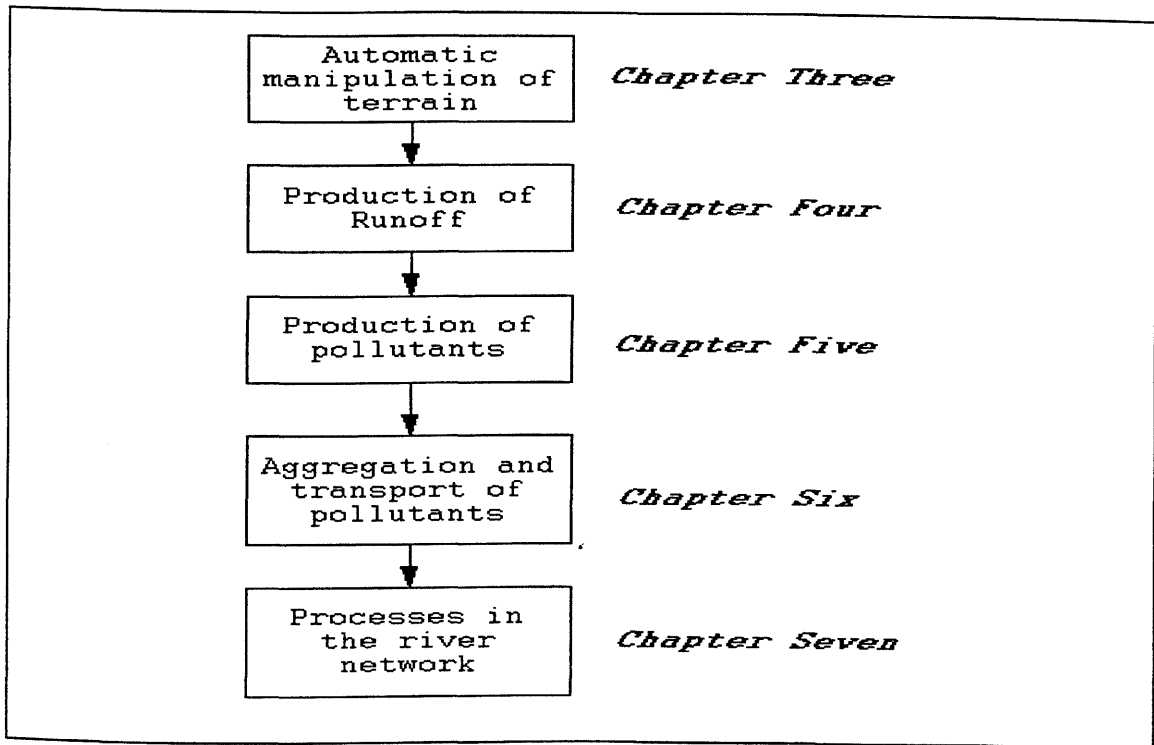 Automatic
manipulation of
terrain
Chapter Three
Production of
Runoff
Chapter Four
Production of
pollutants
Chapter Five
Aggregation and
transport of
pollutants
Chapter Six
Processes in
the river
network
Chapter Seven